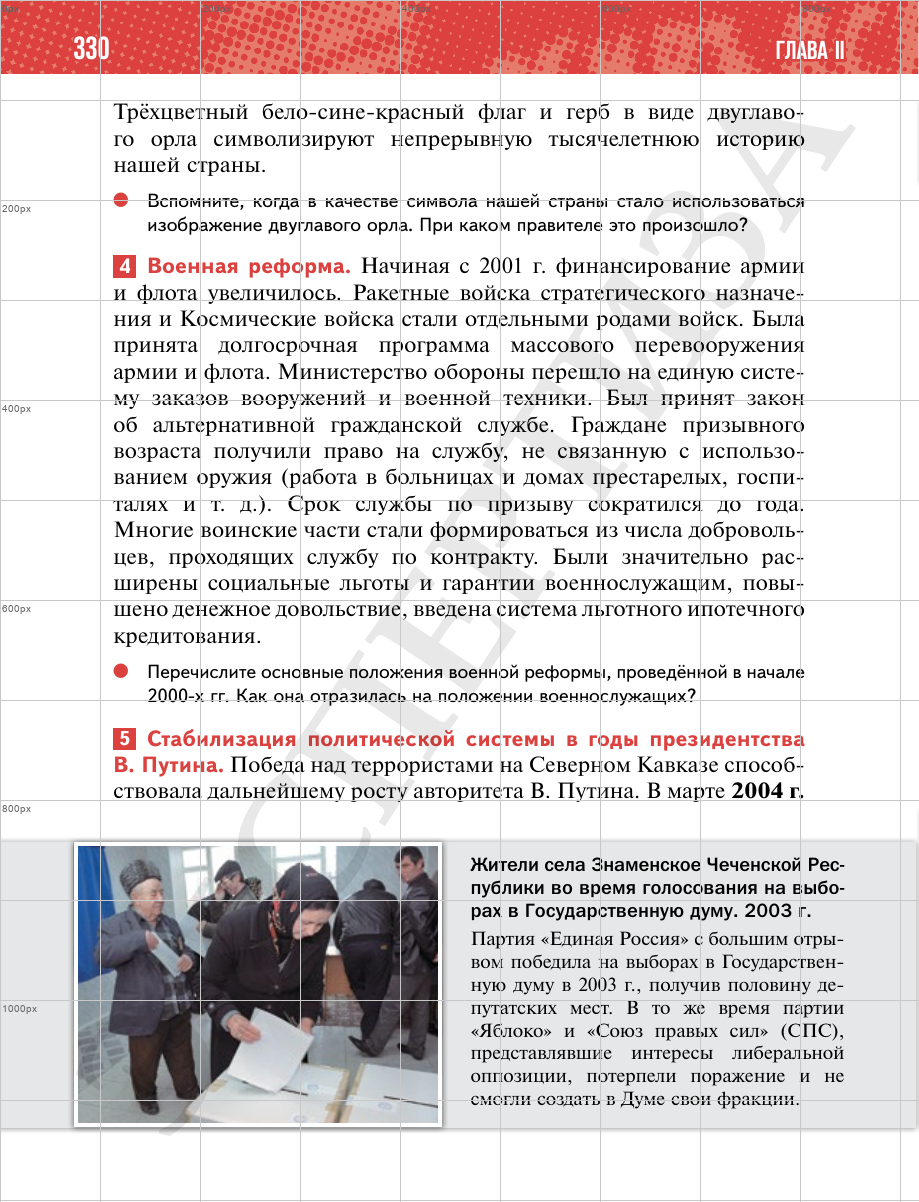 330
ГЛАВА II
Трёхцветный бело-сине-красный флаг и герб в виде двуглаво-
го орла символизируют непрерывную тысячелетнюю историю
нашей страны.
Вспомните, когда в качестве символа нашей страны стало использоваться
изображение двуглавого орла. При каком правителе это произошло?
4 Военная реформа. Начиная с 2001 г. финансирование армии
и флота увеличилось. Ракетные войска стратегического назначе-
ния и Космические войска стали отдельными родами войск. Была
принята долгосрочная программа массового перевооружения
армии и флота. Министерство обороны перешло на единую систе-
му заказов вооружений и военной техники. Был принят закон
об альтернативной гражданской службе. Граждане призывного
возраста получили право на службу, не связанную с использо-
ванием оружия (работа в больницах и домах престарелых, госпи-
талях и т. д.). Срок службы по призыву сократился до года.
Многие воинские части стали формироваться из числа доброволь-
цев, проходящих службу по контракту. Были значительно рас-
ширены социальные льготы и гарантии военнослужащим, повы-
шено денежное довольствие, введена система льготного ипотечного
кредитования.
Перечислите основные положения военной реформы, проведённой в начале
2000-х гг. Как она отразилась на положении военнослужащих?
5 Стабилизация политической системы в годы президентства
В. Путина. Победа над террористами на Северном Кавказе способ-
ствовала дальнейшему росту авторитета В. Путина. В марте 2004 г.
Жители села Знаменское Чеченской Рес-
публики во время голосования на выбо-
рах в Государственную думу. 2003 г.
Партия «Единая Россия» с большим отры-
вом победила на выборах в Государствен-
ную думу в 2003 г., получив половину де-
путатских мест. В то же время партии
«Яблоко» и «Союз правых сил» (СПС),
представлявшие интересы либеральной
оппозиции, потерпели поражение и не
смогли создать в Думе свои фракции.
200px
400px
600px
800px
1000px